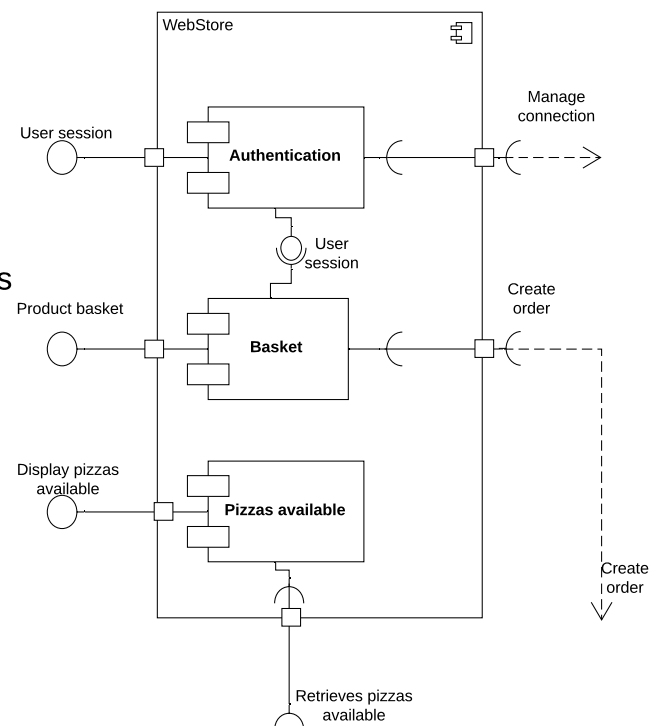 WebStore
Manage
connection
User session
Authentication
User
session
s
Create
order
Product basket
Basket
Display pizzas
available
Pizzas available
Create
order
Retrieves pizzas
available